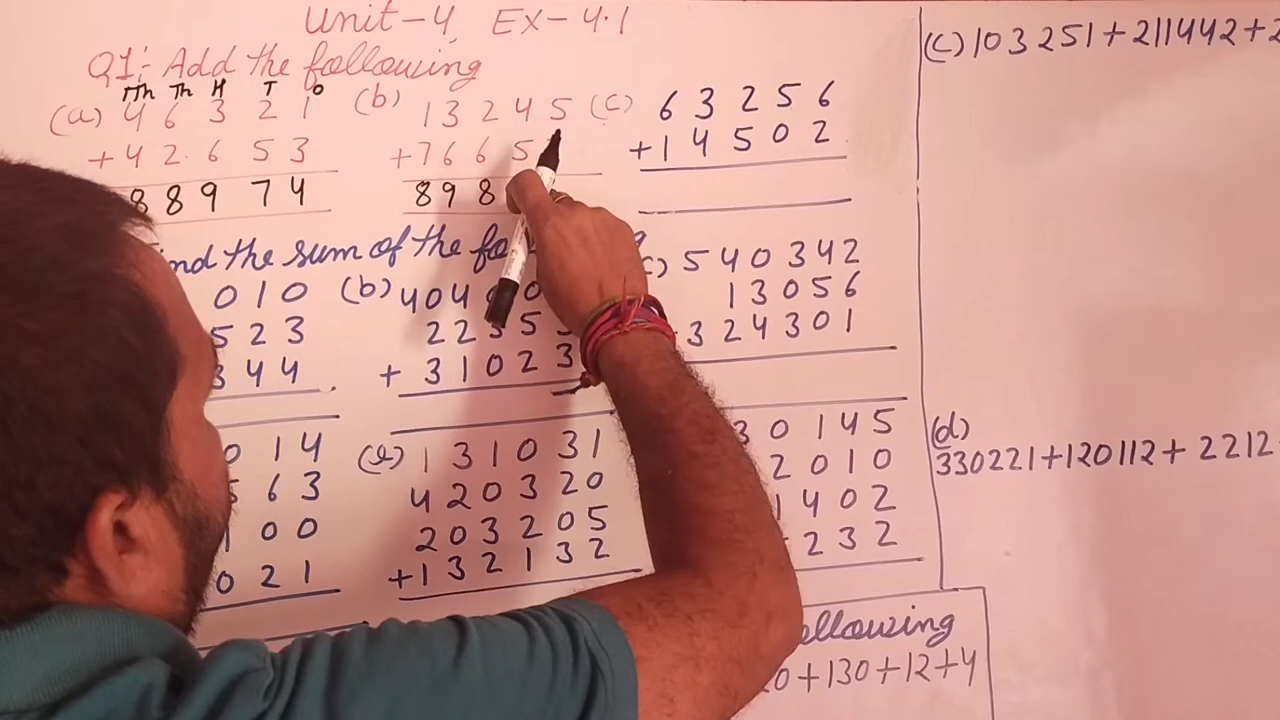 Unit-4, Ex-4.1
Q1:- Add the following
TTh Th H T O
(a) 4 6 3 2 1
+ 4 2 6 5 3
8 8 9 7 4
(b) 1 3 2 4 5
+ 7 6 6 5
8 9 8
(c) 6 3 2 5 6
+ 1 4 5 0 2
Find the sum of the
0 1 0
5 2 3
3 4 4
(b) 4 0 4
2 2 3 5
+ 3 1 0 2 3
(c) 5 4 0 3 4 2
1 3 0 5 6
3 2 4 3 0 1
0 1 4
5 6 3
1 0 0
0 2 1
(e) 1 3 1 0 3 1
4 2 0 3 2 0
2 0 3 2 0 5
+ 1 3 2 1 3 2
3 0 1 4 5
2 0 1 0
1 4 0 2
2 3 2
following
0+130+12+4
(c) 103251+211442+2
(d)
330221+120112+ 2212